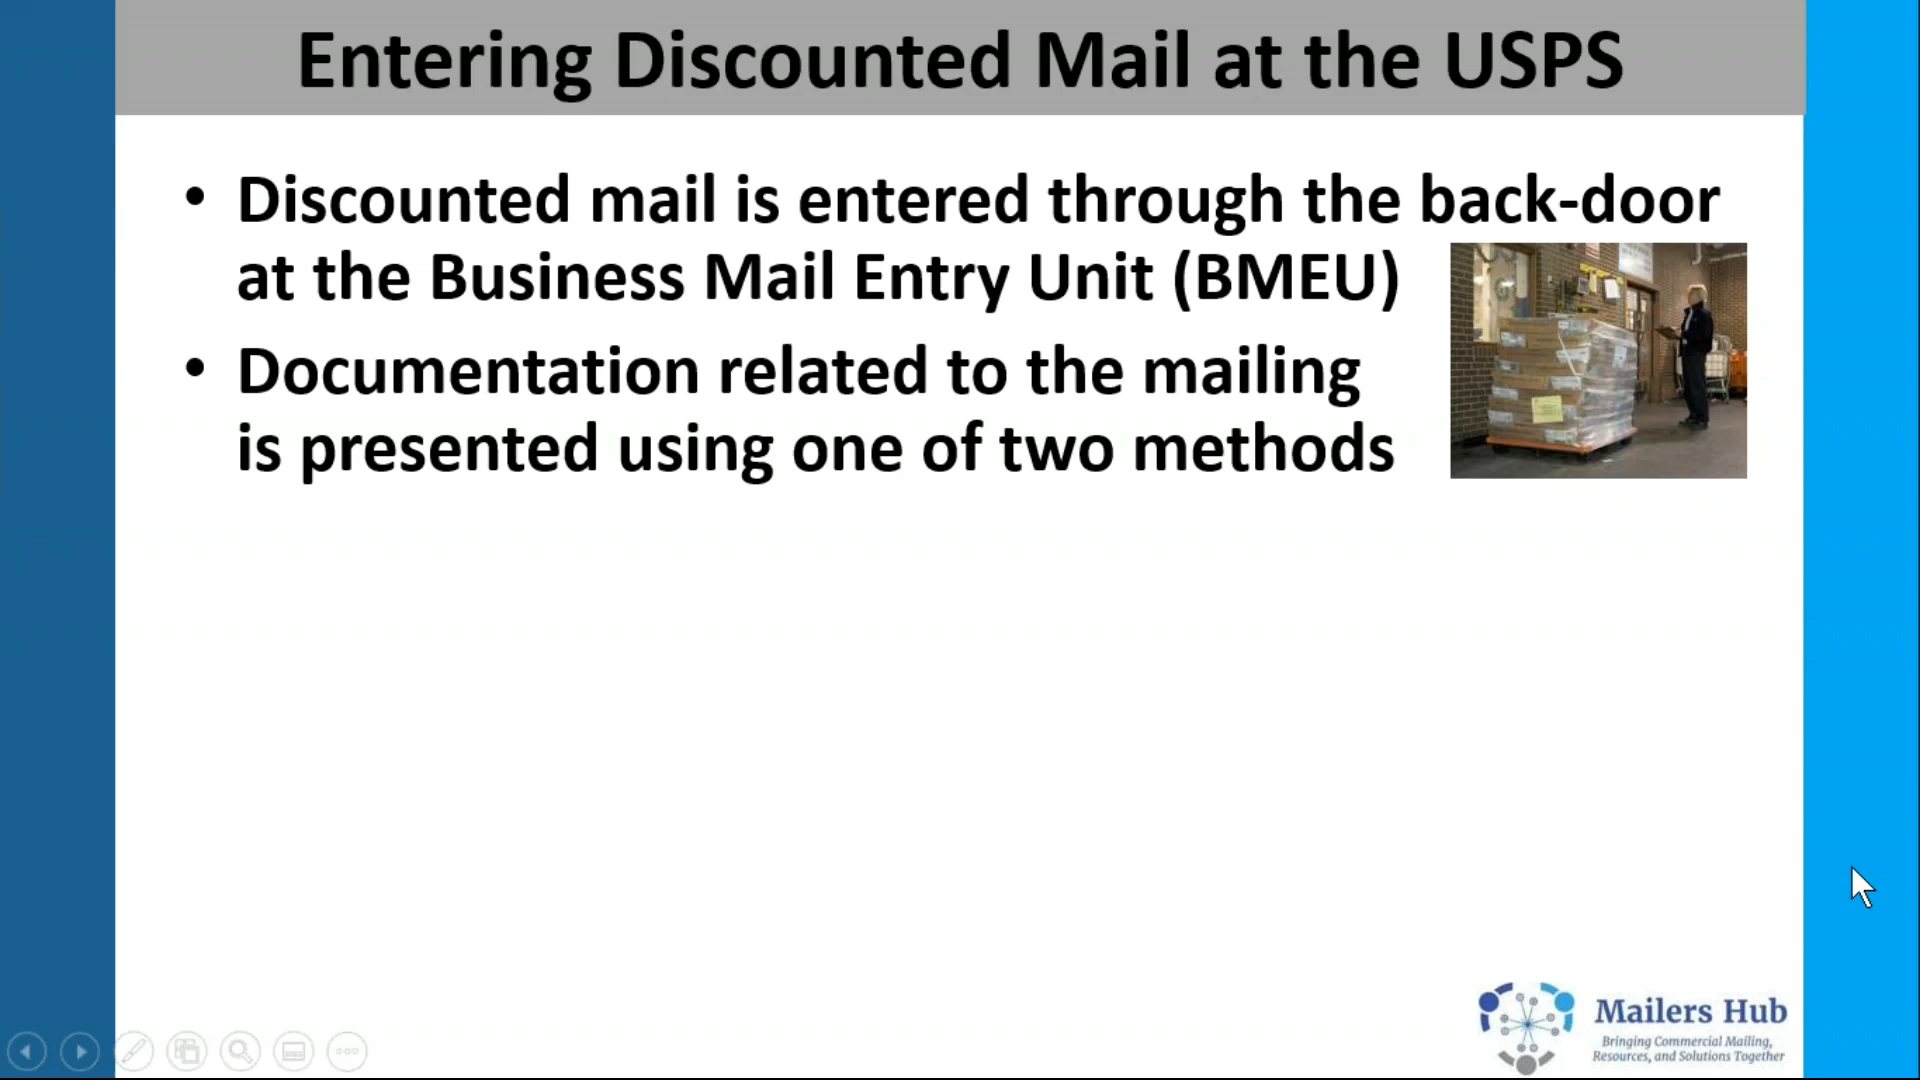 Entering Discounted Mail at the USPS
• Discounted mail is entered through the back-door
at the Business Mail Entry Unit (BMEU)
• Documentation related to the mailing
is presented using one of two methods
Mailers Hub
Bringing Commercial Mailing,
Resources, and Solutions Together